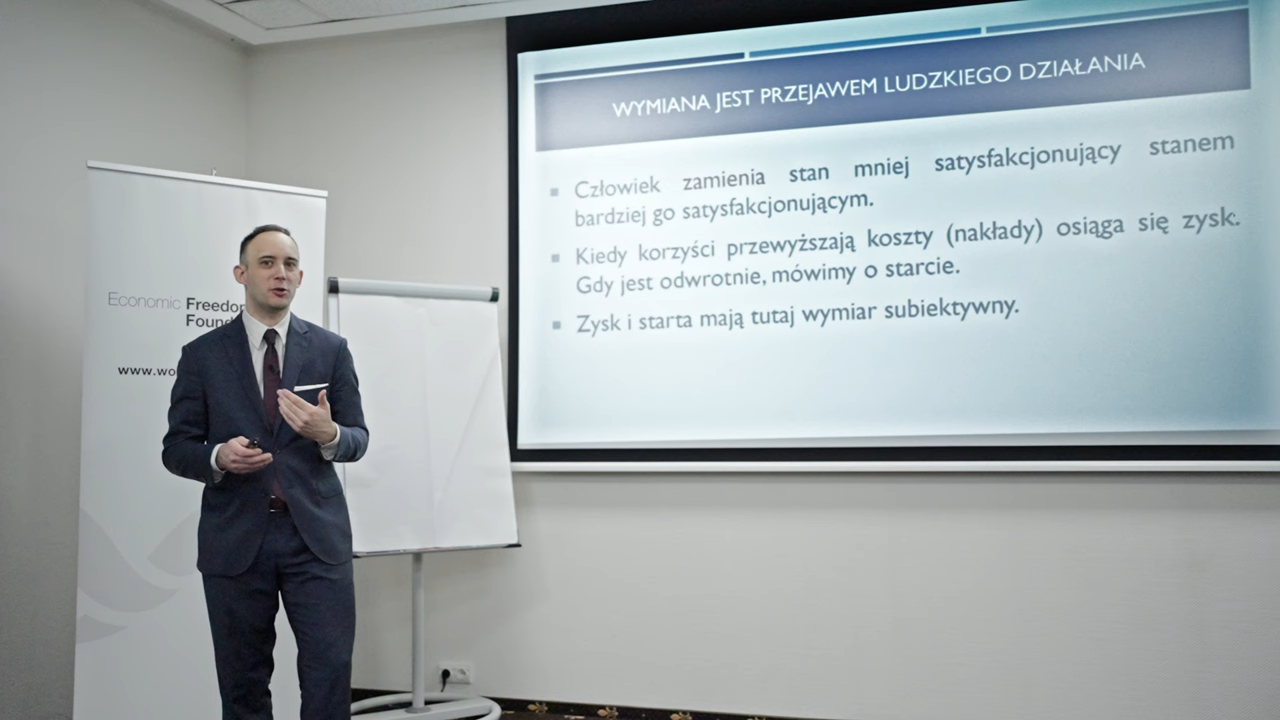 Economic Freedom
www.wo
WYMIANA JEST PRZEJAWEM LUDZKIEGO DZIAŁANIA
Człowiek zamienia stan mniej satysfakcjonujący stanem
bardziej go satysfakcjonującym.
Kiedy korzyści przewyższają koszty (nakłady) osiąga się zysk.
Gdy jest odwrotnie, mówimy o starcie.
Zysk i starta mają tutaj wymiar subiektywny.